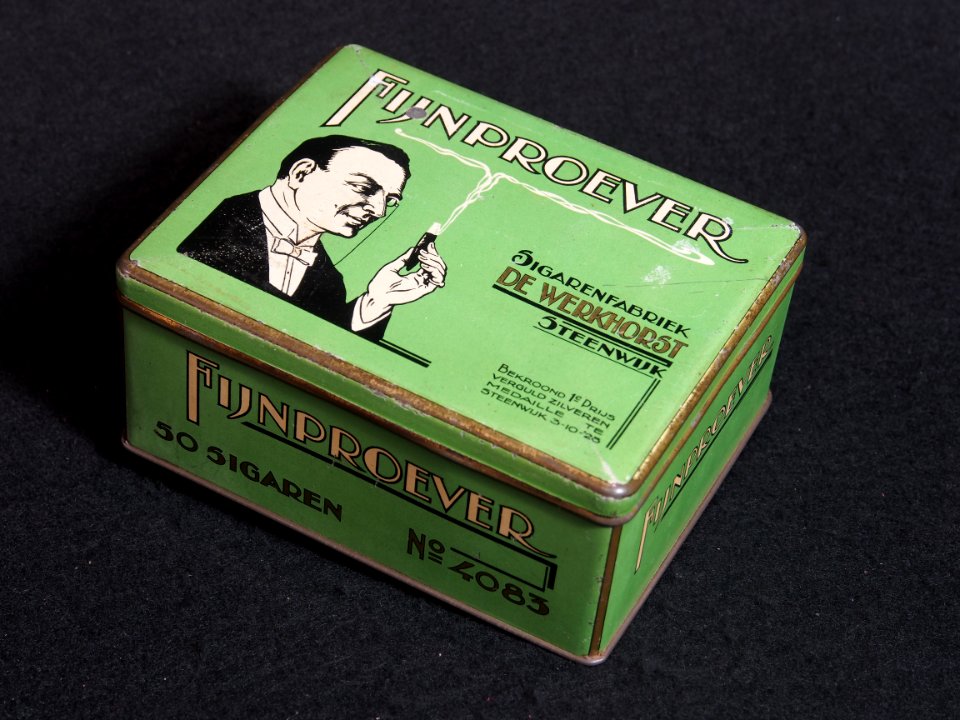 FIJNPROEVER
SIGARENFABRIEK
DE WERKHORST
STEENWIJK
BEKROOND 1e PRIJS
VERGULD ZILVEREN
MEDAILLE TE
STEENWIJK 3-10-'25
FIJNPROEVER
50 SIGAREN
No 4083
FIJNPROEVER